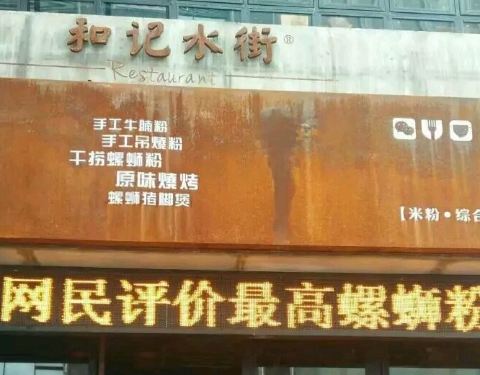 和记水街®
Restaurant
手工牛腩粉
手工吊燒粉
干捞螺蛳粉
原味燒烤
螺蛳猪脚煲
【米粉·综合
网民评价最高螺蛳粉